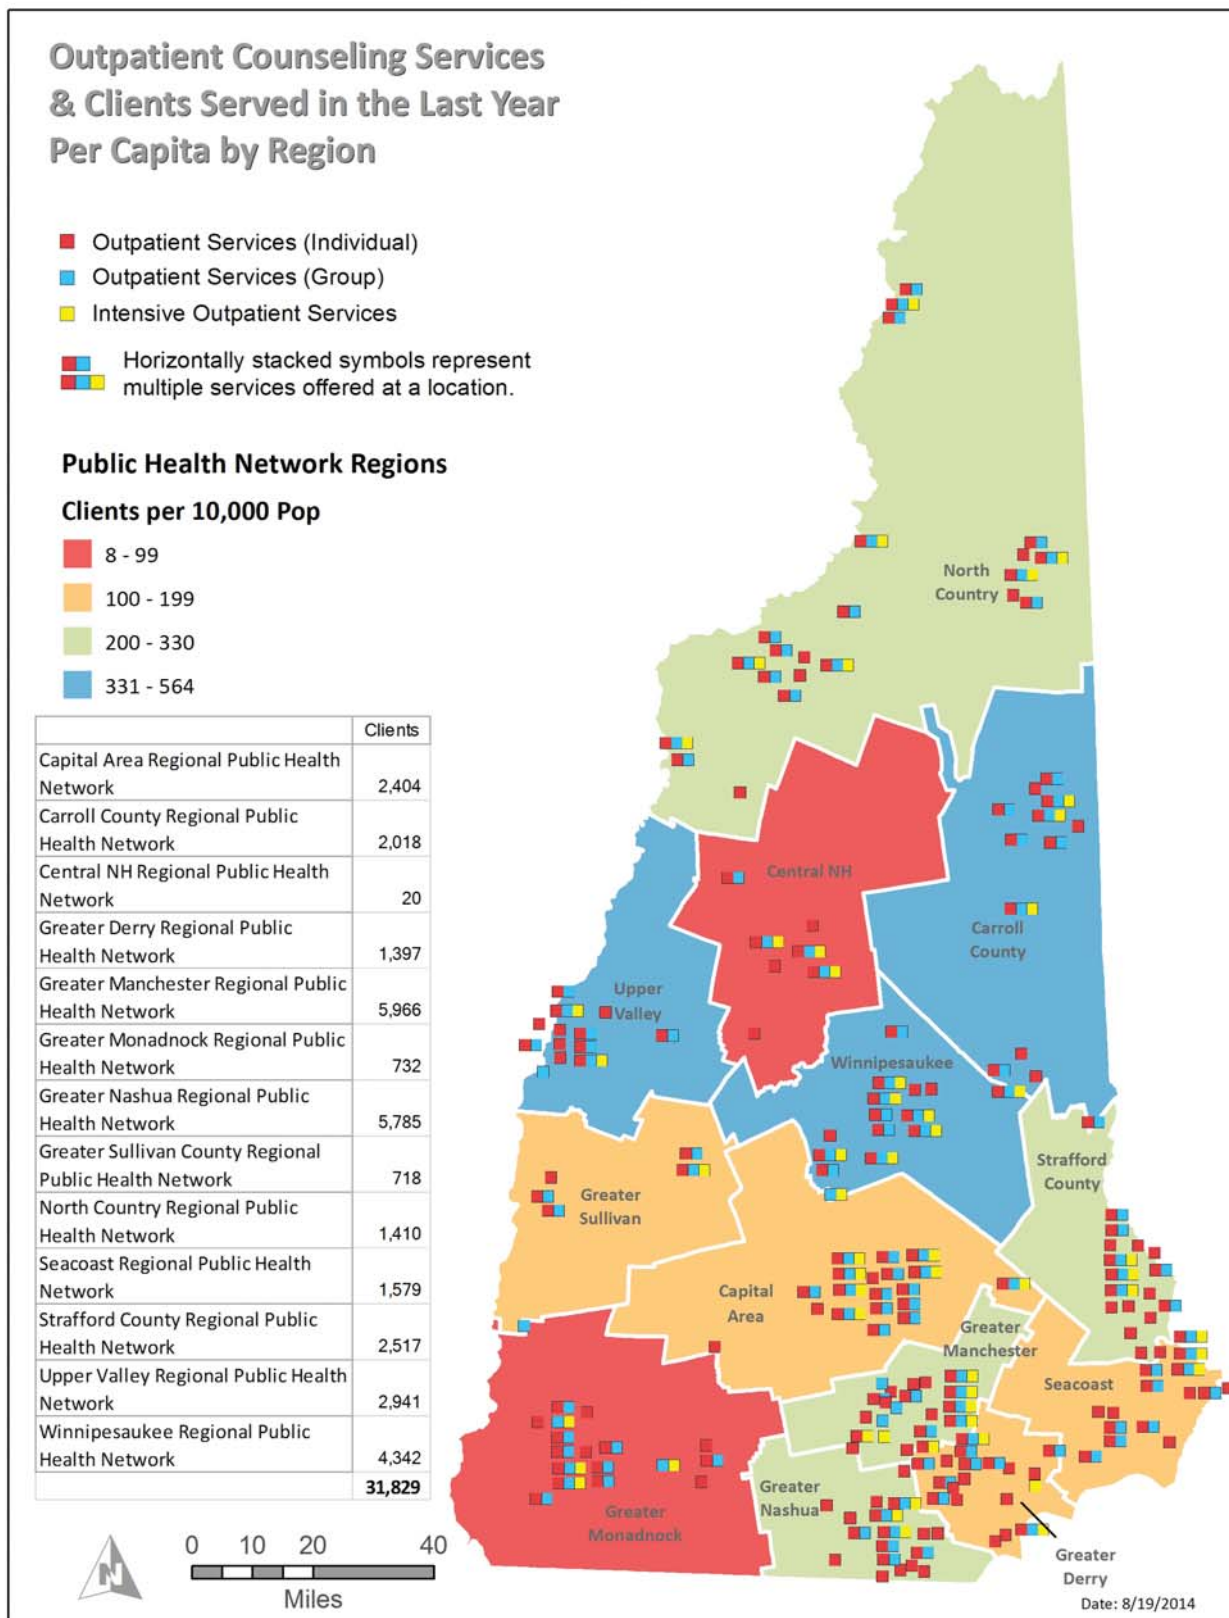 Outpatient Counseling Services
& Clients Served in the Last Year
Per Capita by Region
Outpatient Services (Individual)
Outpatient Services (Group)
Intensive Outpatient Services
Horizontally stacked symbols represent
multiple services offered at a location.
Public Health Network Regions
Clients per 10,000 Pop
8 - 99
100 - 199
200 - 330
331 - 564
Clients
Capital Area Regional Public Health
Network 2,404
Carroll County Regional Public
Health Network 2,018
Central NH Regional Public Health
Network 20
Greater Derry Regional Public
Health Network 1,397
Greater Manchester Regional Public
Health Network 5,966
Greater Monadnock Regional Public
Health Network 732
Greater Nashua Regional Public
Health Network 5,785
Greater Sullivan County Regional
Public Health Network 718
North Country Regional Public
Health Network 1,410
Seacoast Regional Public Health
Network 1,579
Strafford County Regional Public
Health Network 2,517
Upper Valley Regional Public Health
Network 2,941
Winnipesaukee Regional Public
Health Network 4,342
31,829
North
Country
Central NH
Carroll
County
Upper
Valley
Winnipesaukee
Strafford
County
Greater
Sullivan
Capital
Area
Greater
Manchester
Seacoast
Greater
Nashua
Greater
Monadnock
Greater
Derry
N
0 10 20 40
Miles
Date: 8/19/2014